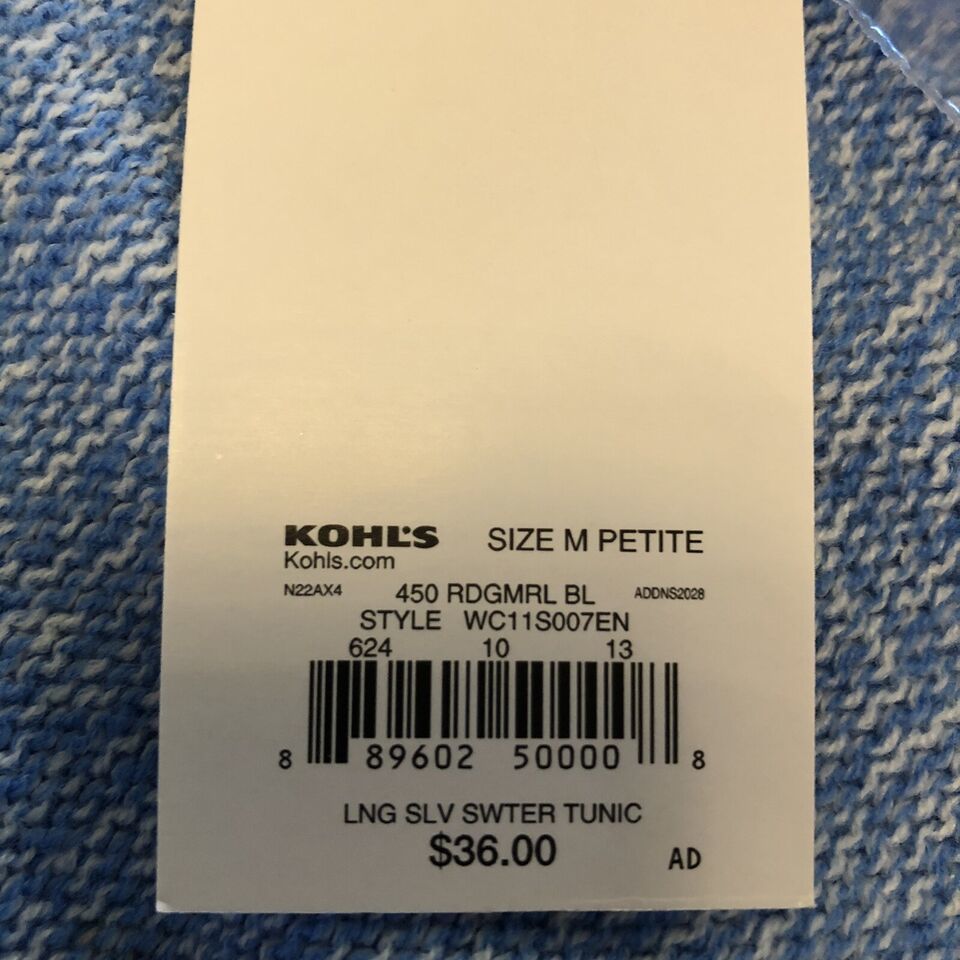 KOHL'S SIZE M PETITE
Kohls.com
N22AX4 450 RDGMRL BL ADDNS2028
STYLE WC11S007EN
624 10 13
8 89602 50000 8
LNG SLV SWTER TUNIC
$36.00 AD